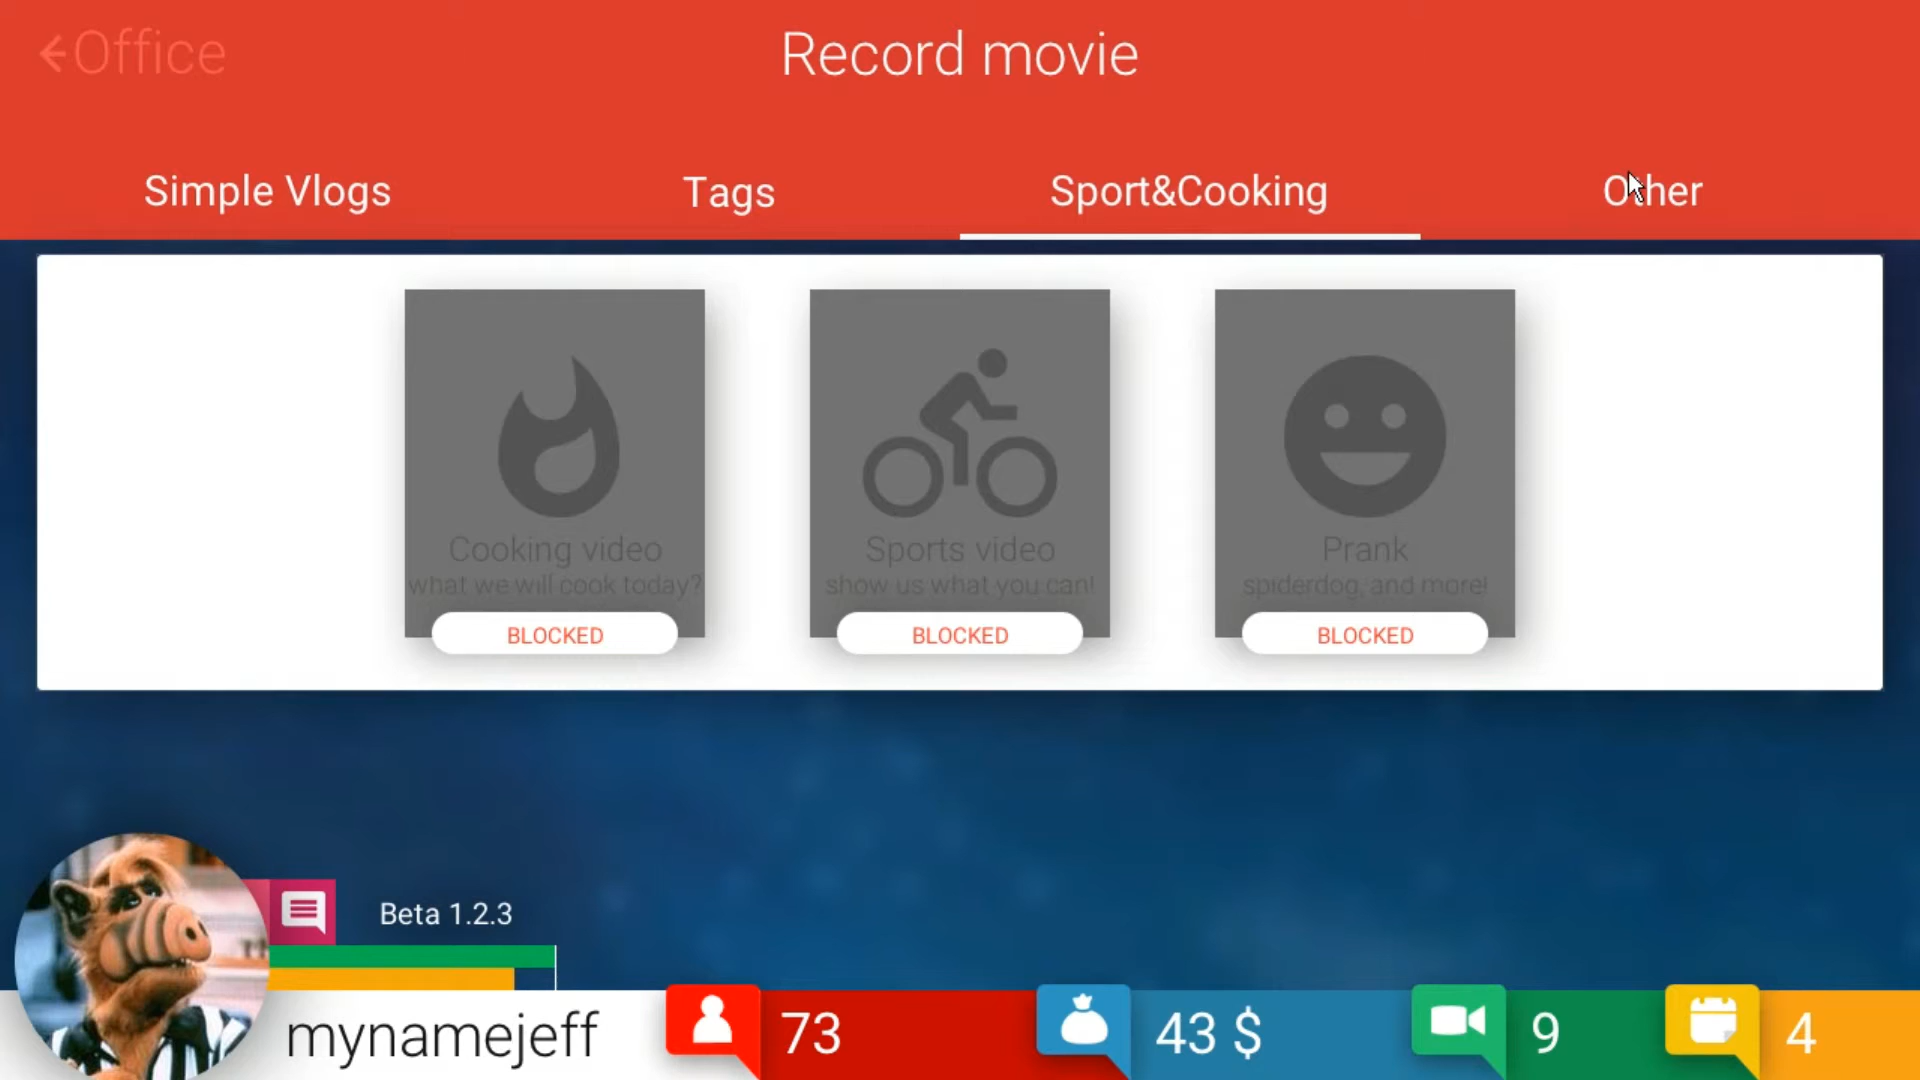 Office
Record movie
Simple Vlogs
Tags
Sport&Cooking
Other
Cooking video
what we will cook today?
BLOCKED
Sports video
show us what you can!
BLOCKED
Prank
spiderdog, and more!
BLOCKED
Beta 1.2.3
mynamejeff
73
43 $
9
4